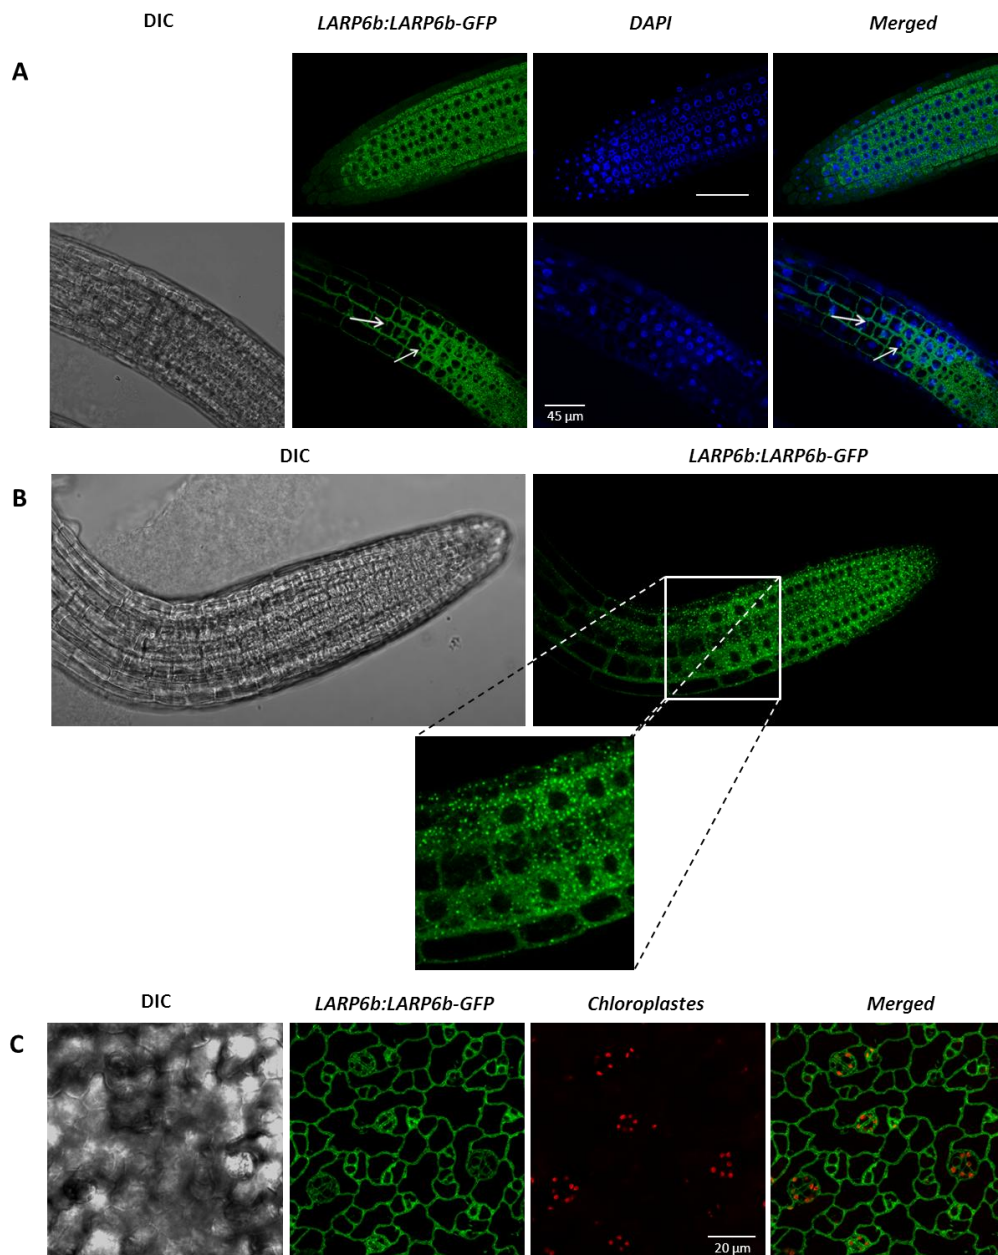 DIC LARP6b:LARP6b-GFP DAPI Merged
A
45 µm
DIC LARP6b:LARP6b-GFP
B
DIC LARP6b:LARP6b-GFP Chloroplastes Merged
C
20 µm